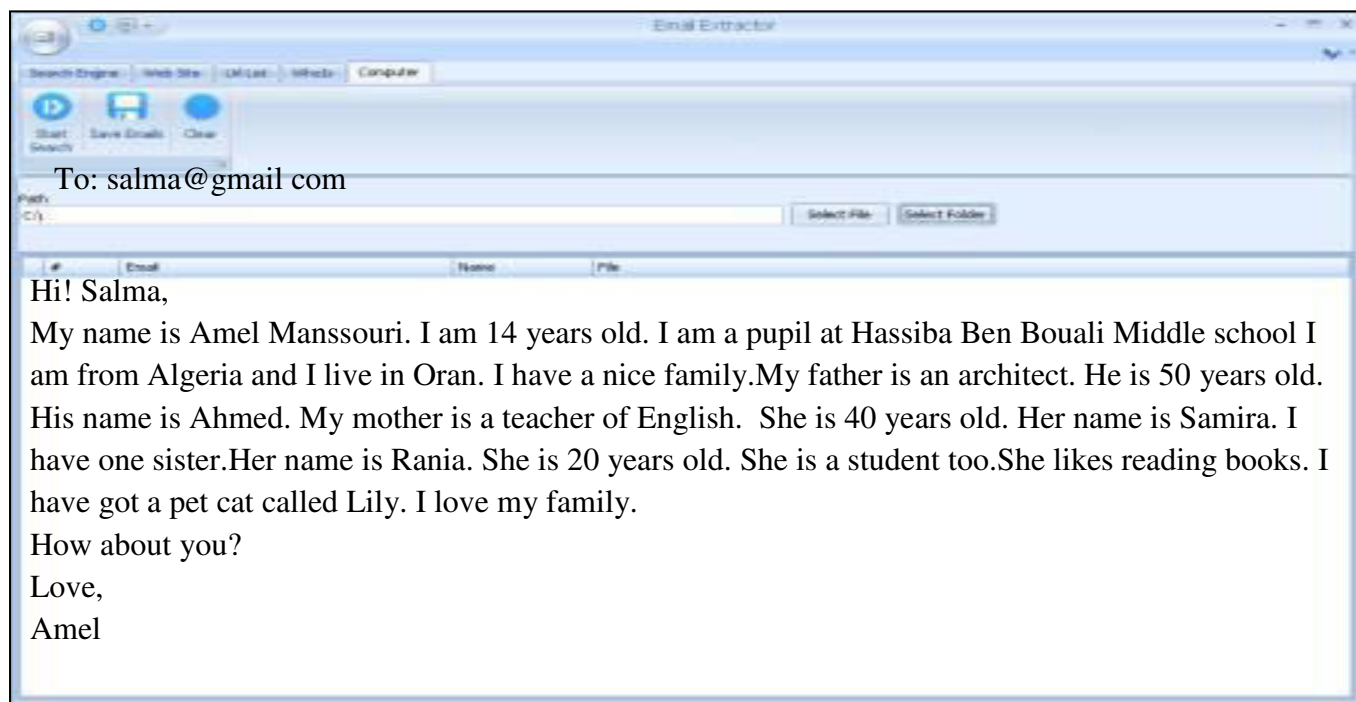 Email Extractor
Search Engine Web Site Url List WhoIs Computer
Start Search Save Emails Clear
To: salma@gmail com
Path:
C:\ Select File Select Folder
# Email Name File
Hi! Salma,
My name is Amel Manssouri. I am 14 years old. I am a pupil at Hassiba Ben Bouali Middle school I
am from Algeria and I live in Oran. I have a nice family.My father is an architect. He is 50 years old.
His name is Ahmed. My mother is a teacher of English.  She is 40 years old. Her name is Samira. I
have one sister.Her name is Rania. She is 20 years old. She is a student too.She likes reading books. I
have got a pet cat called Lily. I love my family.
How about you?
Love,
Amel